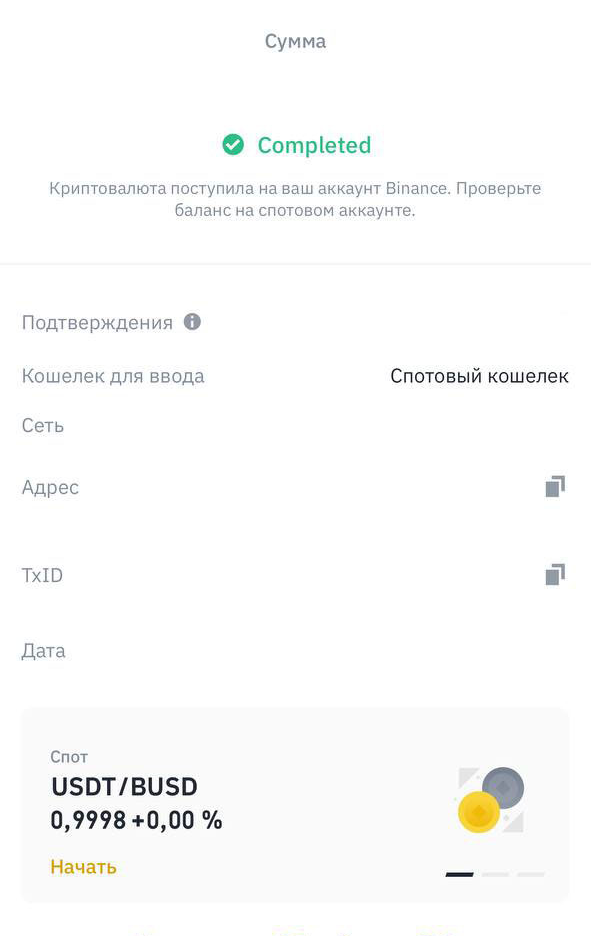 Сумма
Completed
Криптовалюта поступила на ваш аккаунт Binance. Проверьте
баланс на спотовом аккаунте.
Подтверждения
Кошелек для ввода Спотовый кошелек
Сеть
Адрес
TxID
Дата
Спот
USDT/BUSD
0,9998 +0,00 %
Начать